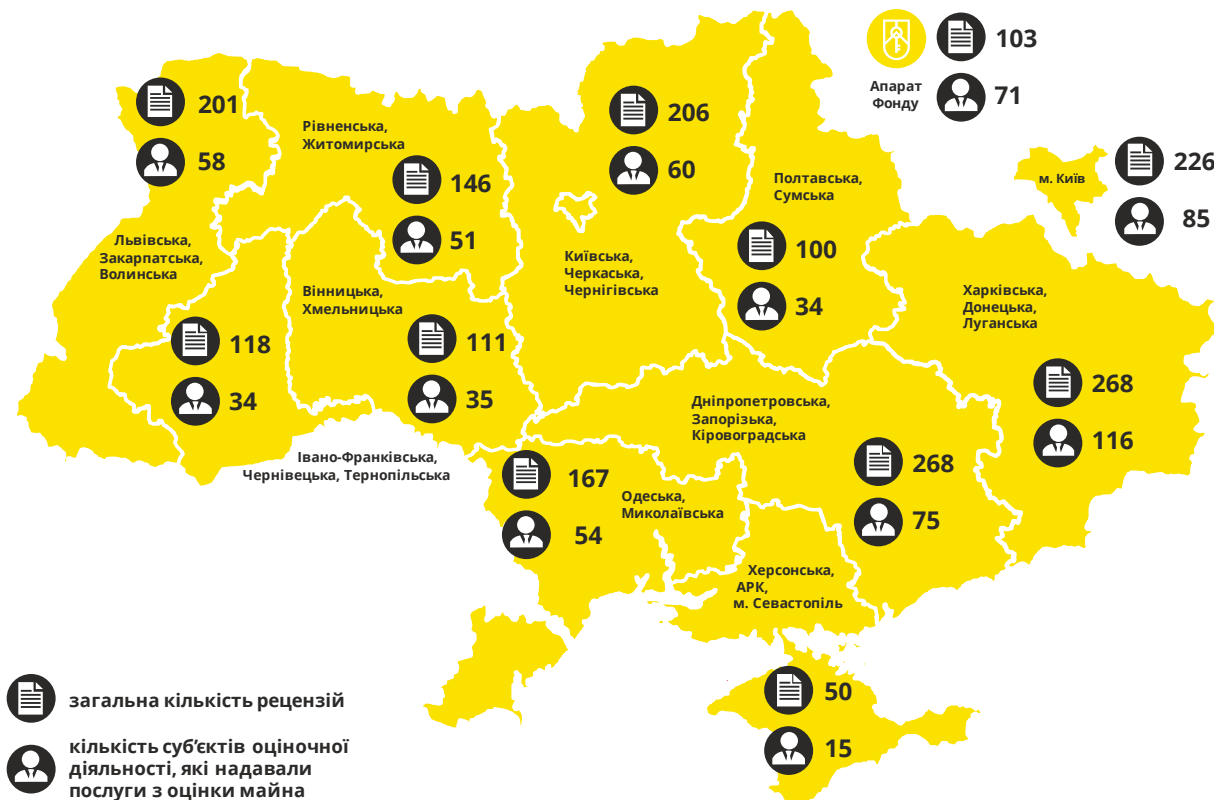 103
Апарат
Фонду
71
201
58
Рівненська,
Житомирська
146
51
206
60
Полтавська,
Сумська
100
34
м. Київ
226
85
Львівська,
Закарпатська,
Волинська
118
34
Вінницька,
Хмельницька
111
35
Київська,
Черкаська,
Чернігівська
Харківська,
Донецька,
Луганська
268
116
Дніпропетровська,
Запорізька,
Кіровоградська
268
75
Івано-Франківська,
Чернівецька, Тернопільська
167
54
Одеська,
Миколаївська
Херсонська,
АРК,
м. Севастопіль
50
15
загальна кількість рецензій
кількість суб’єктів оціночної
діяльності, які надавали
послуги з оцінки майна